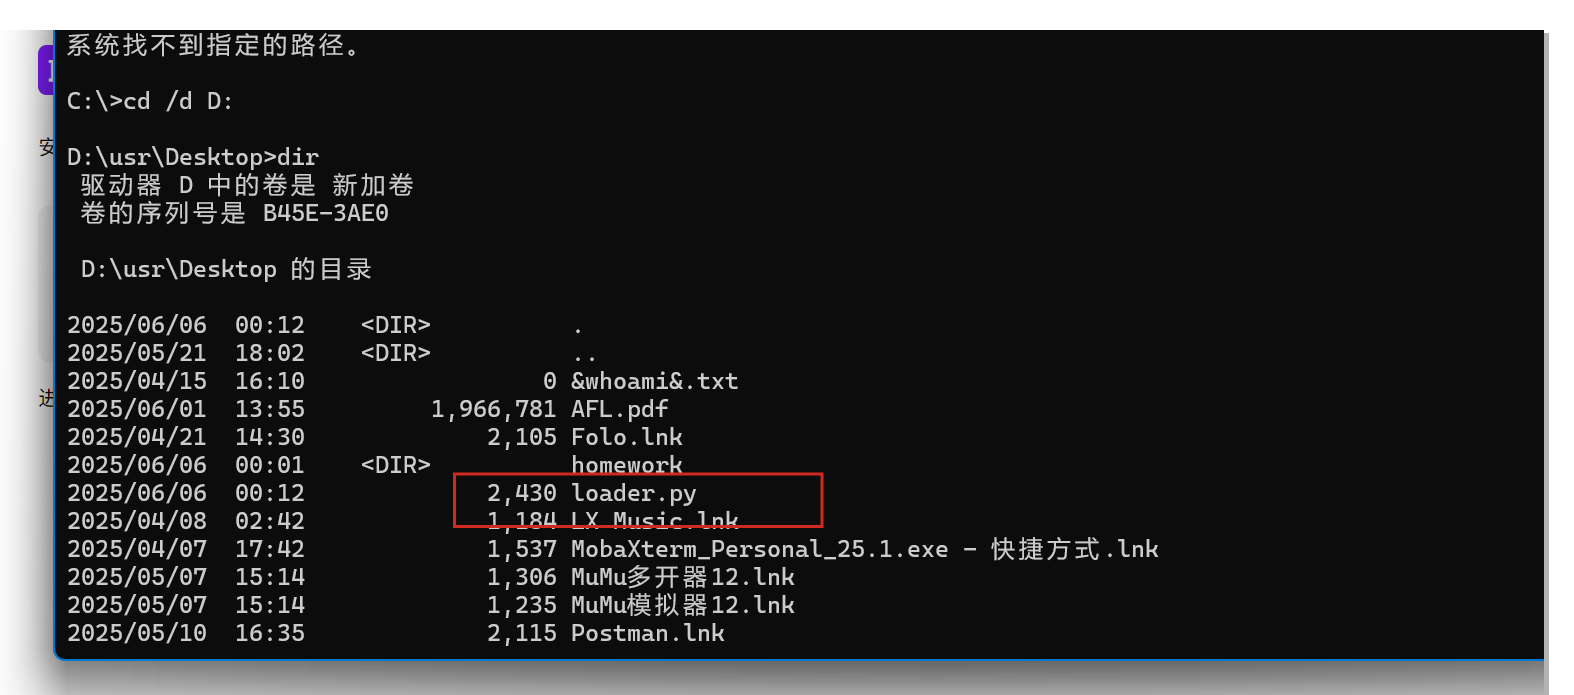 系统找不到指定的路径。
C:\>cd /d D:
D:\usr\Desktop>dir
 驱动器 D 中的卷是 新加卷
 卷的序列号是 B45E-3AE0
 D:\usr\Desktop 的目录
2025/06/06  00:12    <DIR>          .
2025/05/21  18:02    <DIR>          ..
2025/04/15  16:10                 0 &whoami&.txt
2025/06/01  13:55         1,966,781 AFL.pdf
2025/04/21  14:30             2,105 Folo.lnk
2025/06/06  00:01    <DIR>          homework
2025/06/06  00:12             2,430 loader.py
2025/04/08  02:42             1,184 LX Music.lnk
2025/04/07  17:42             1,537 MobaXterm_Personal_25.1.exe - 快捷方式.lnk
2025/05/07  15:14             1,306 MuMu多开器12.lnk
2025/05/07  15:14             1,235 MuMu模拟器12.lnk
2025/05/10  16:35             2,115 Postman.lnk
安
进